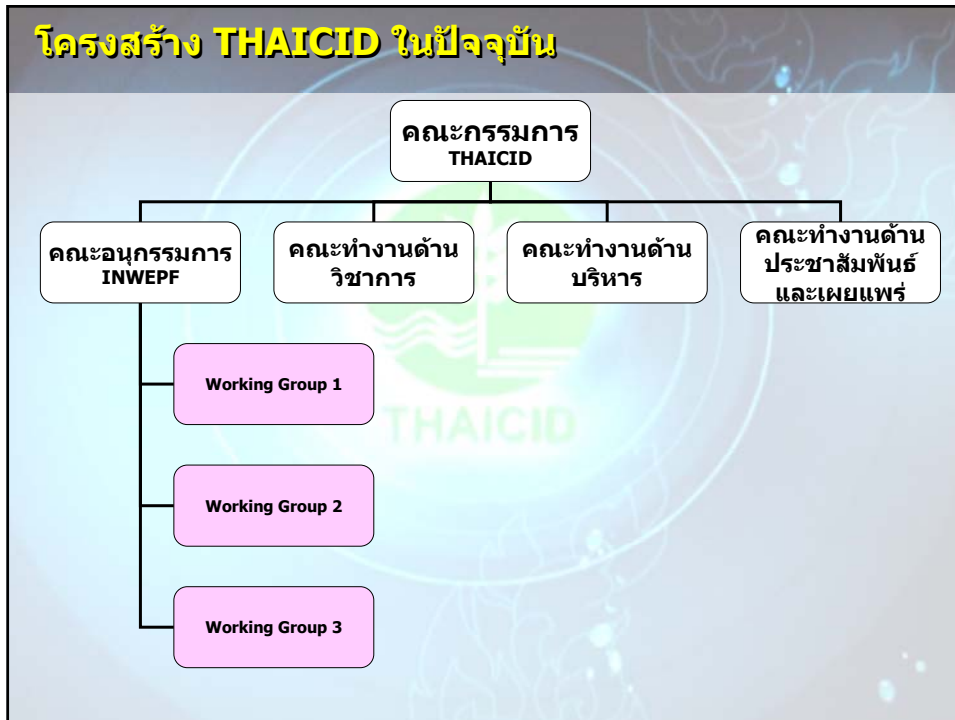 โครงสร้าง THAICID ในปัจจุบัน
คณะกรรมการ
THAICID
คณะอนุกรรมการ
INWEPF
คณะทำงานด้าน
วิชาการ
คณะทำงานด้าน
บริหาร
คณะทำงานด้าน
ประชาสัมพันธ์
และเผยแพร่
Working Group 1
THAICID
Working Group 2
Working Group 3